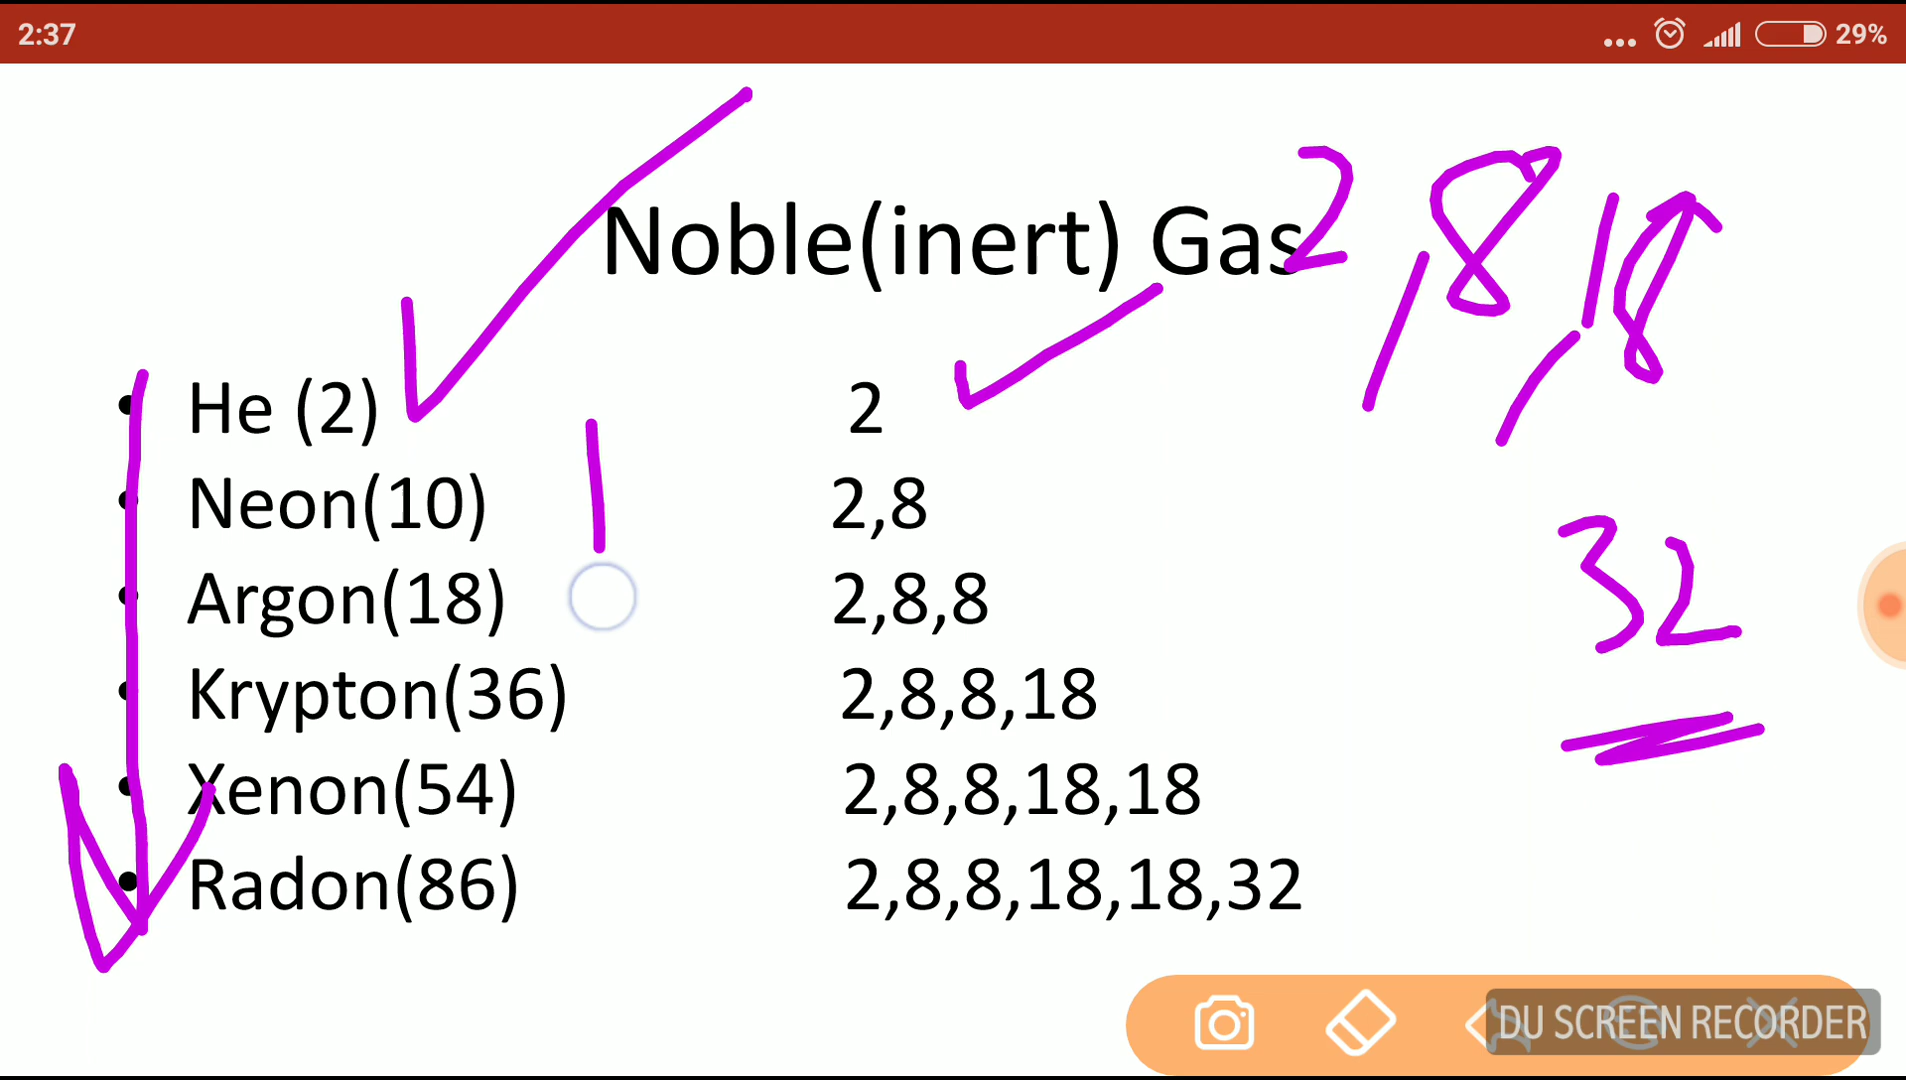 2:37 ... 29%
Noble(inert) Gas
2,8,18
• He (2) 2
• Neon(10) 2,8
• Argon(18) 2,8,8
32
• Krypton(36) 2,8,8,18
• Xenon(54) 2,8,8,18,18
• Radon(86) 2,8,8,18,18,32
DU SCREEN RECORDER